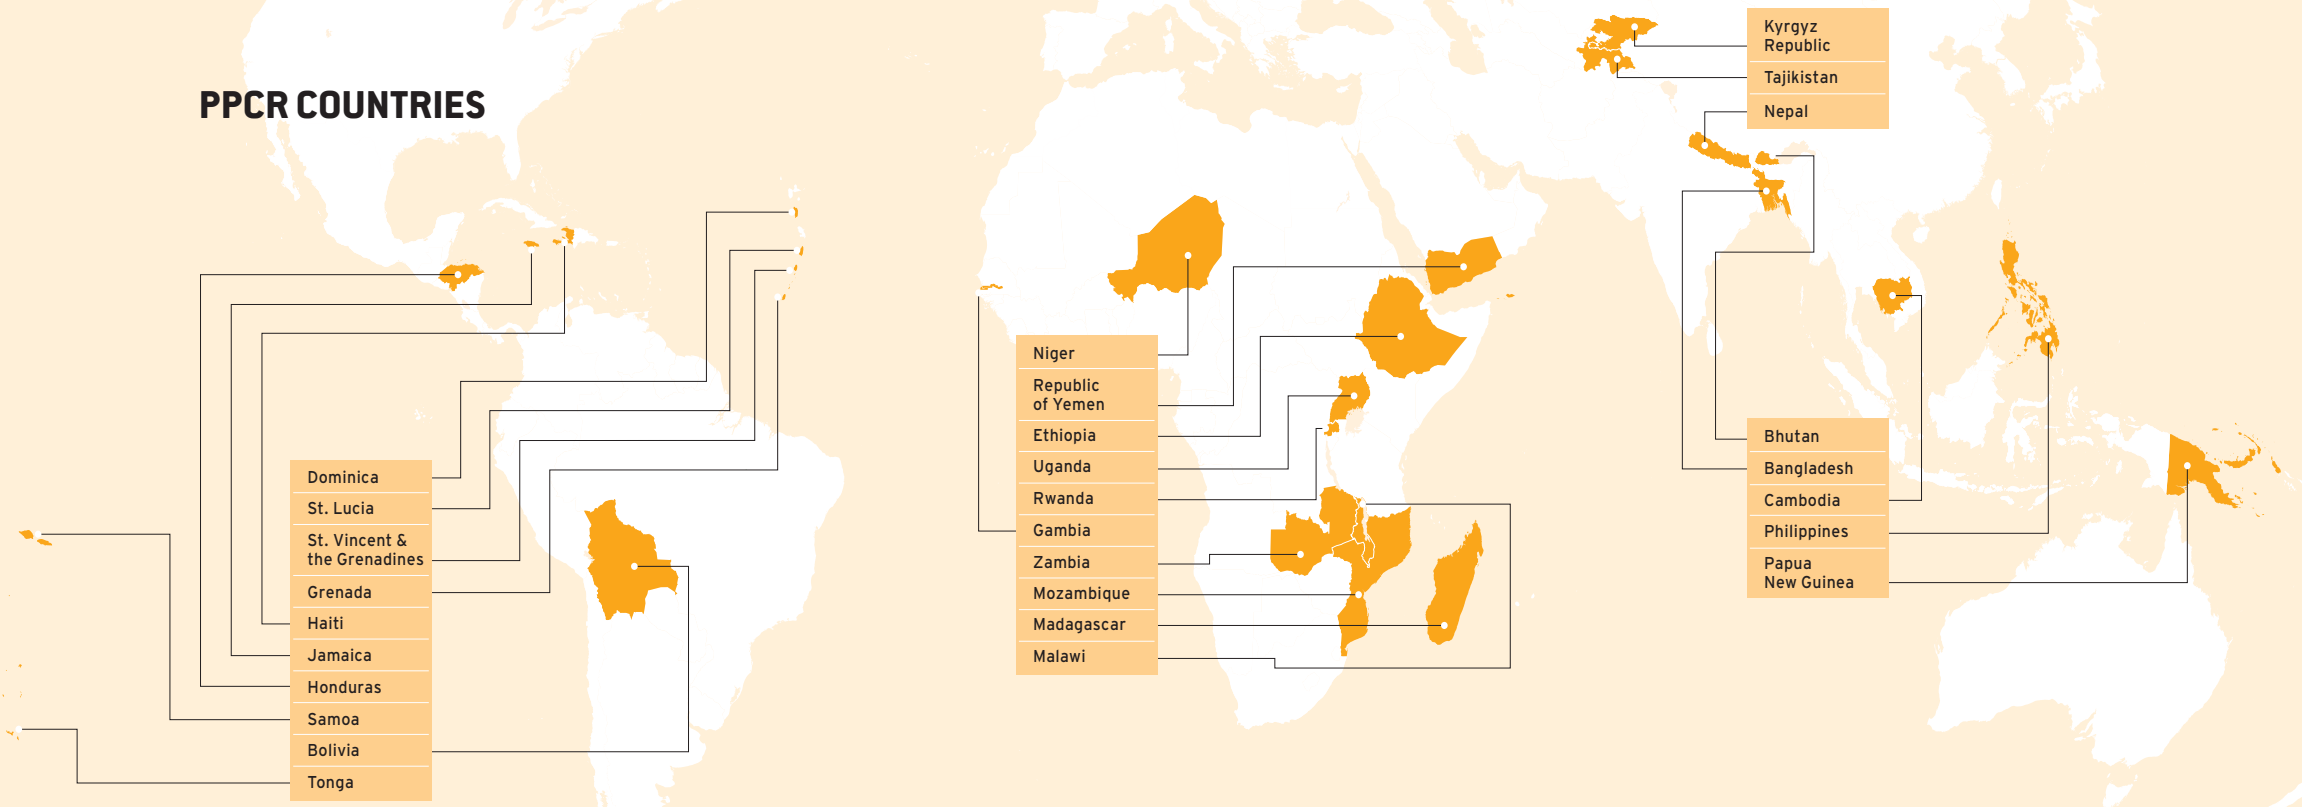 PPCR COUNTRIES
Dominica
St. Lucia
St. Vincent &
the Grenadines
Grenada
Haiti
Jamaica
Honduras
Samoa
Bolivia
Tonga
Niger
Republic
of Yemen
Ethiopia
Uganda
Rwanda
Gambia
Zambia
Mozambique
Madagascar
Malawi
Kyrgyz
Republic
Tajikistan
Nepal
Bhutan
Bangladesh
Cambodia
Philippines
Papua
New Guinea